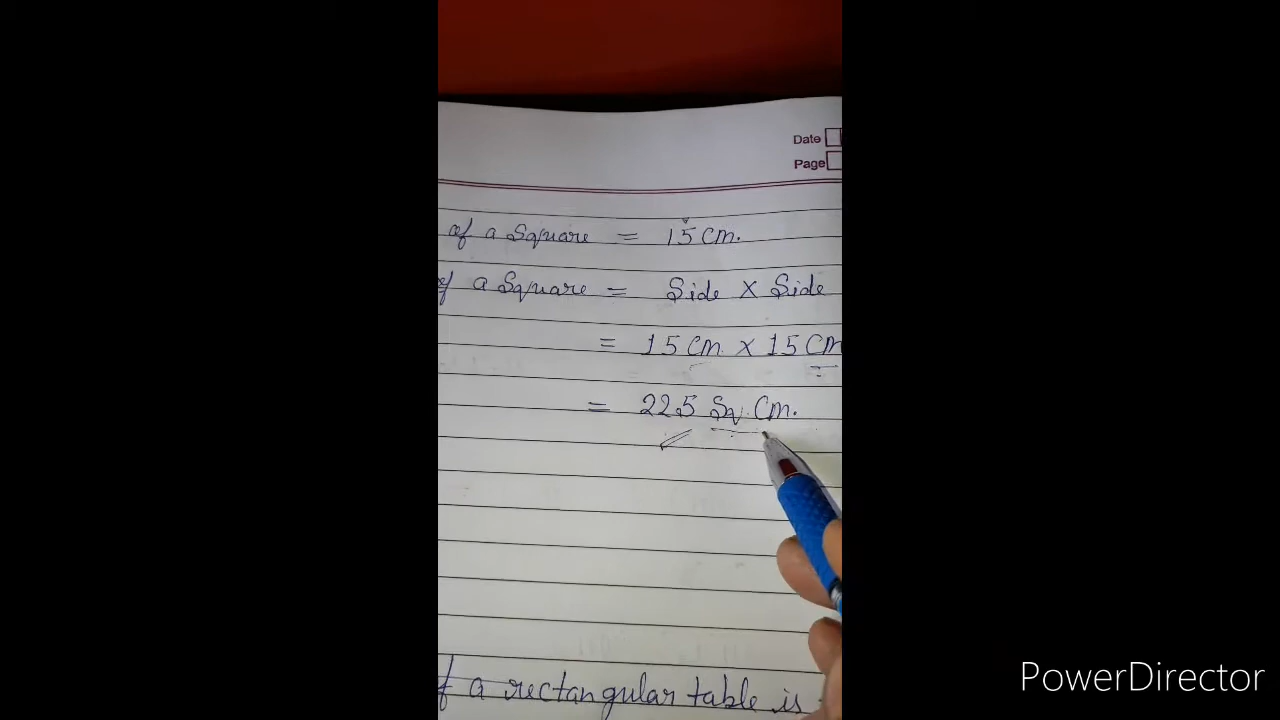 Date
Page
of a Square = 15 cm.
of a Square = Side X Side
= 15 cm. X 15 cm
= 225 Sq. Cm.
f a rectangular table is
PowerDirector